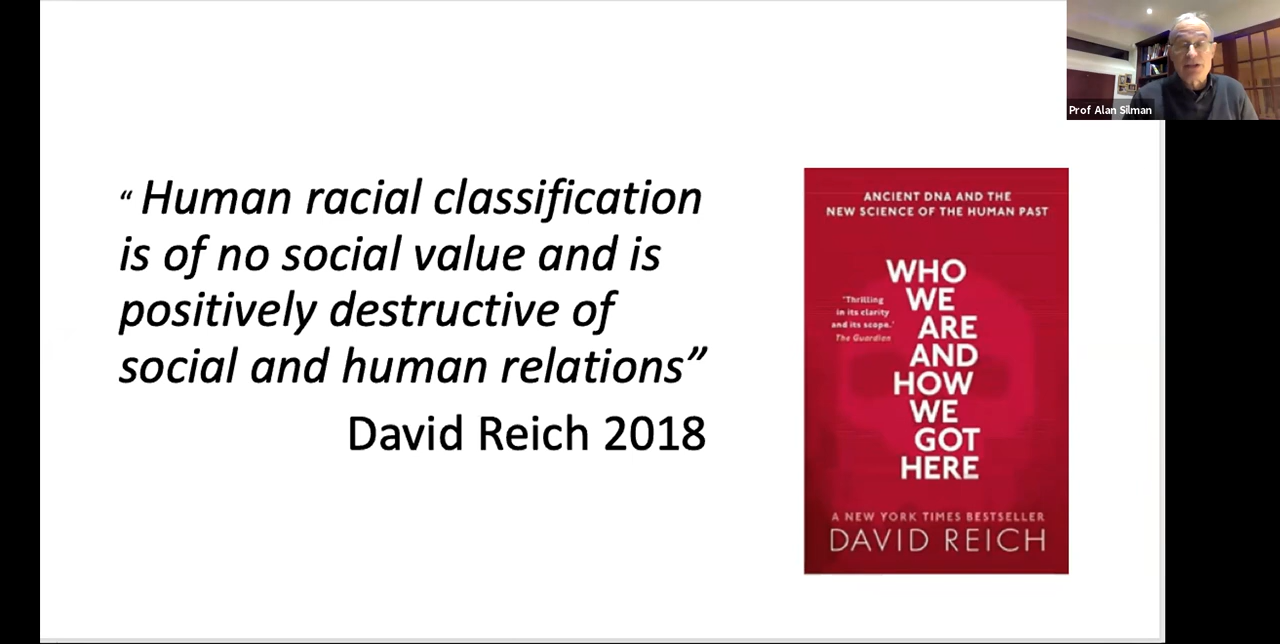 Prof Alan Silman
“ Human racial classification
is of no social value and is
positively destructive of
social and human relations”
David Reich 2018
ANCIENT DNA AND THE
NEW SCIENCE OF THE HUMAN PAST
WHO
WE
ARE
AND
HOW
WE
GOT
HERE
'Thrilling
in its clarity
and its scope.'
The Guardian
A NEW YORK TIMES BESTSELLER
DAVID REICH